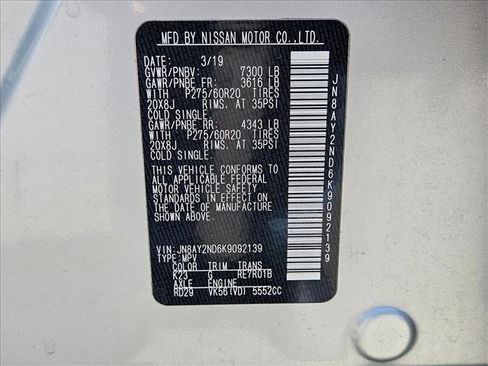 MFD BY NISSAN MOTOR CO.,LTD.
DATE: 3/19
GVWR/PNBV: 7300 LB
GAWR/PNBE FR: 3616 LB
WITH P275/60R20 TIRES
20X8J RIMS. AT 35PSI
COLD SINGLE.
GAWR/PNBE RR: 4343 LB
WITH P275/60R20 TIRES
20X8J RIMS. AT 35PSI
COLD SINGLE.
THIS VEHICLE CONFORMS TO
ALL APPLICABLE FEDERAL
MOTOR VEHICLE SAFETY
STANDARDS IN EFFECT ON
THE DATE OF MANUFACTURE
SHOWN ABOVE.
VIN: JN8AY2ND6K9092139
TYPE: MPV
COLOR TRIM TRANS
K23 G RE7R01B
AXLE ENGINE
RD29 VK56(VD) 5552CC
JN8AY2ND6K9092139